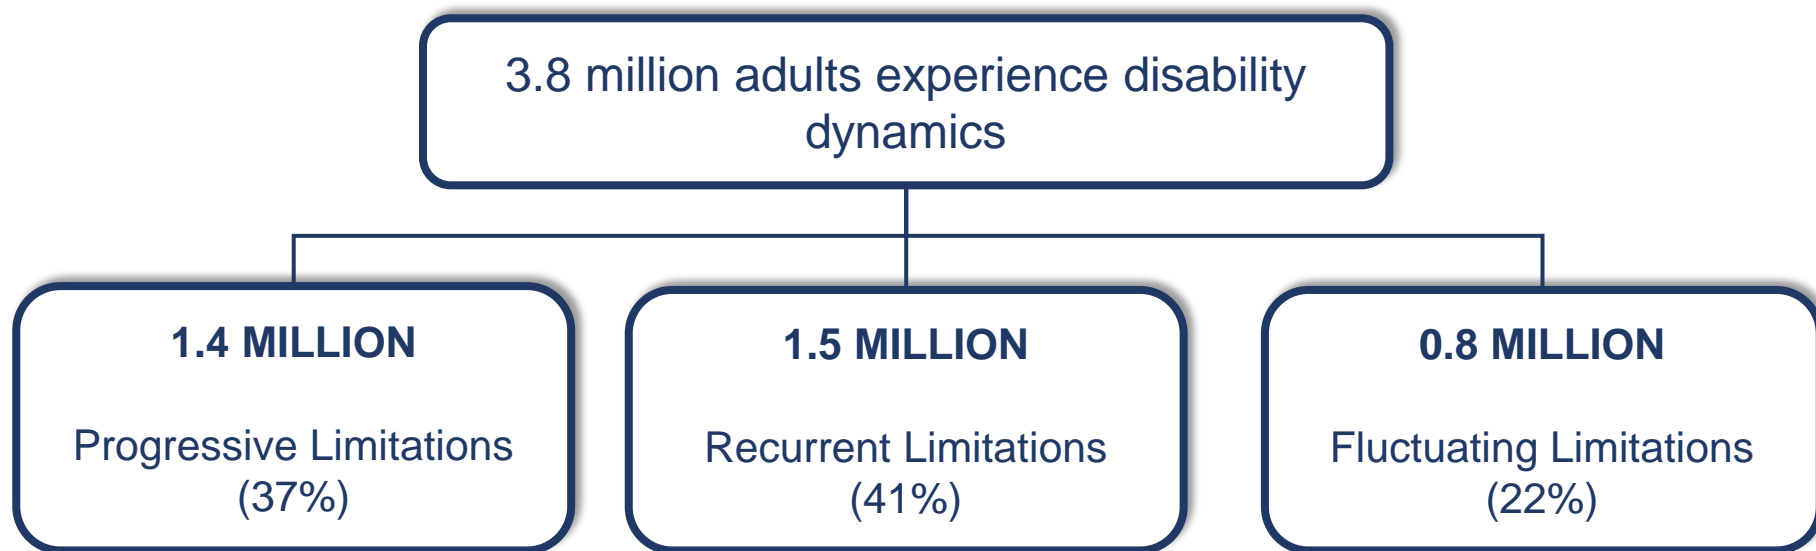 3.8 million adults experience disability
dynamics
1.4 MILLION
Progressive Limitations
(37%)
1.5 MILLION
Recurrent Limitations
(41%)
0.8 MILLION
Fluctuating Limitations
(22%)